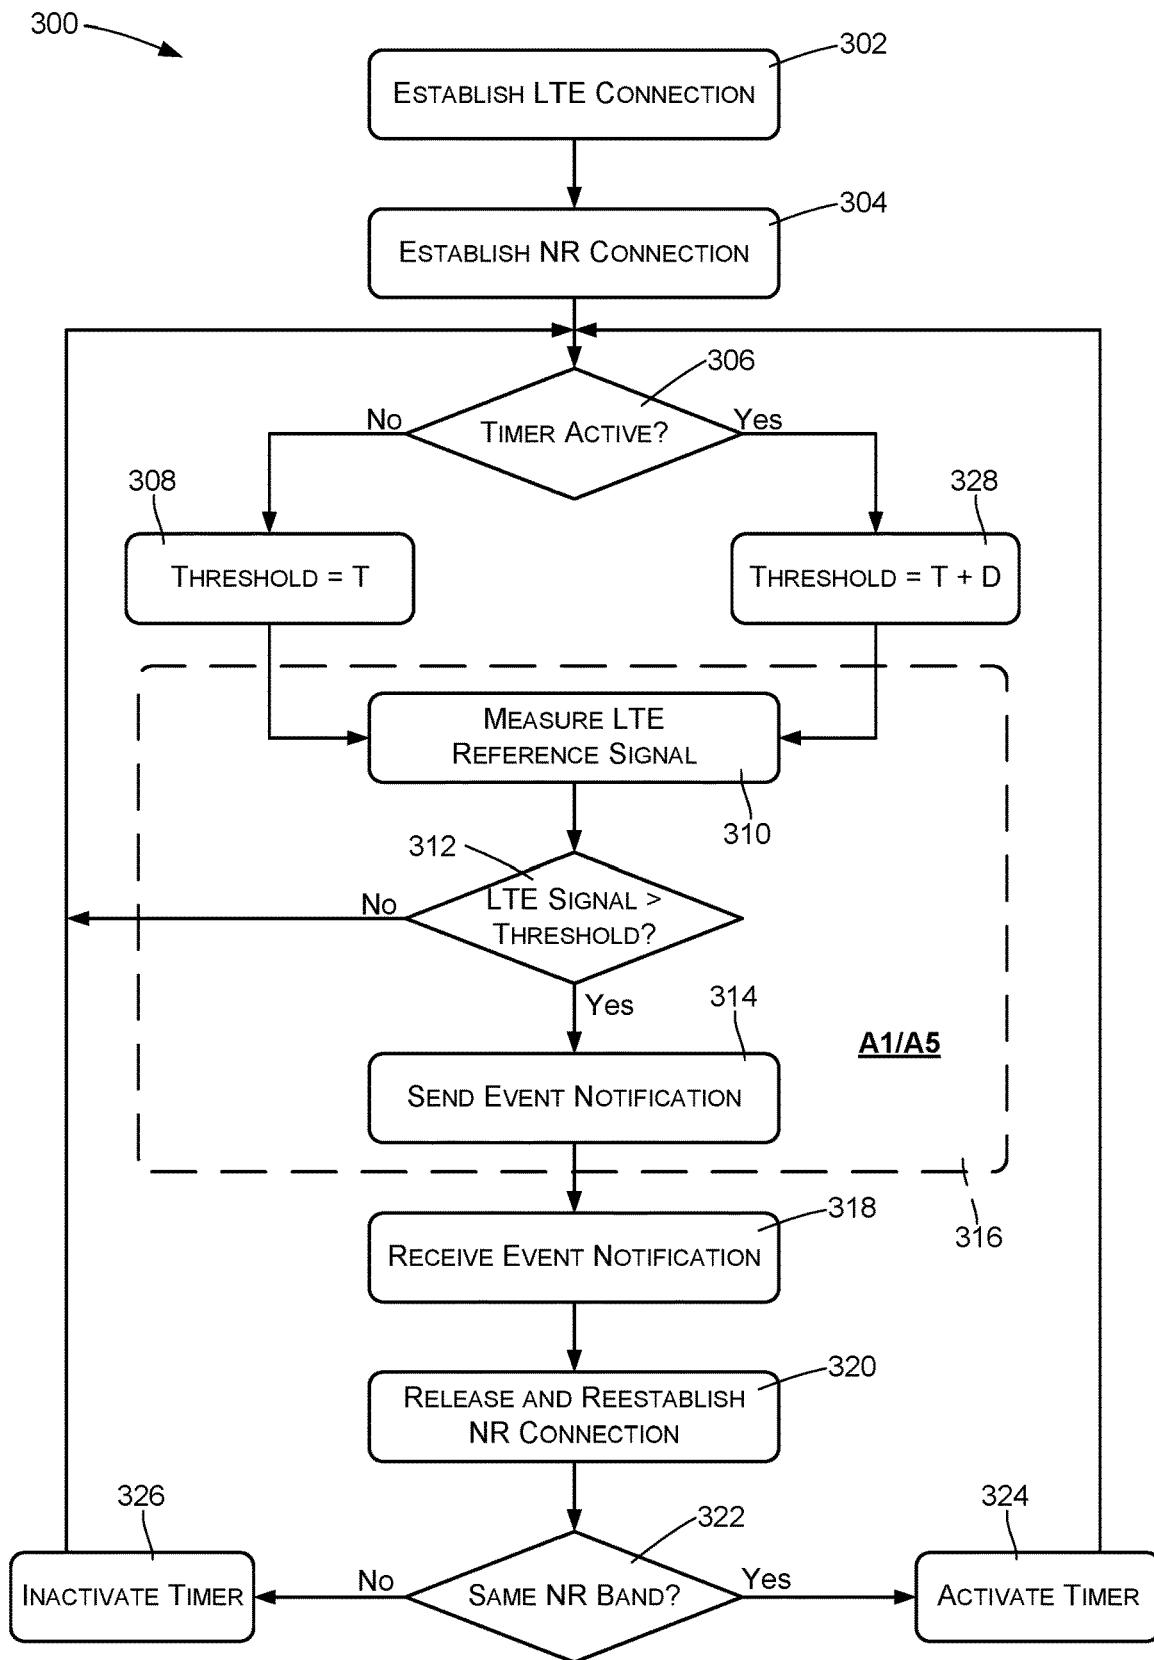 300
302
ESTABLISH LTE CONNECTION
304
ESTABLISH NR CONNECTION
306
No
TIMER ACTIVE?
Yes
308
328
THRESHOLD = T
THRESHOLD = T + D
MEASURE LTE
REFERENCE SIGNAL
310
312
No
LTE SIGNAL >
THRESHOLD?
Yes
314
A1/A5
SEND EVENT NOTIFICATION
316
318
RECEIVE EVENT NOTIFICATION
320
RELEASE AND REESTABLISH
NR CONNECTION
326
322
324
INACTIVATE TIMER
No
SAME NR BAND?
Yes
ACTIVATE TIMER